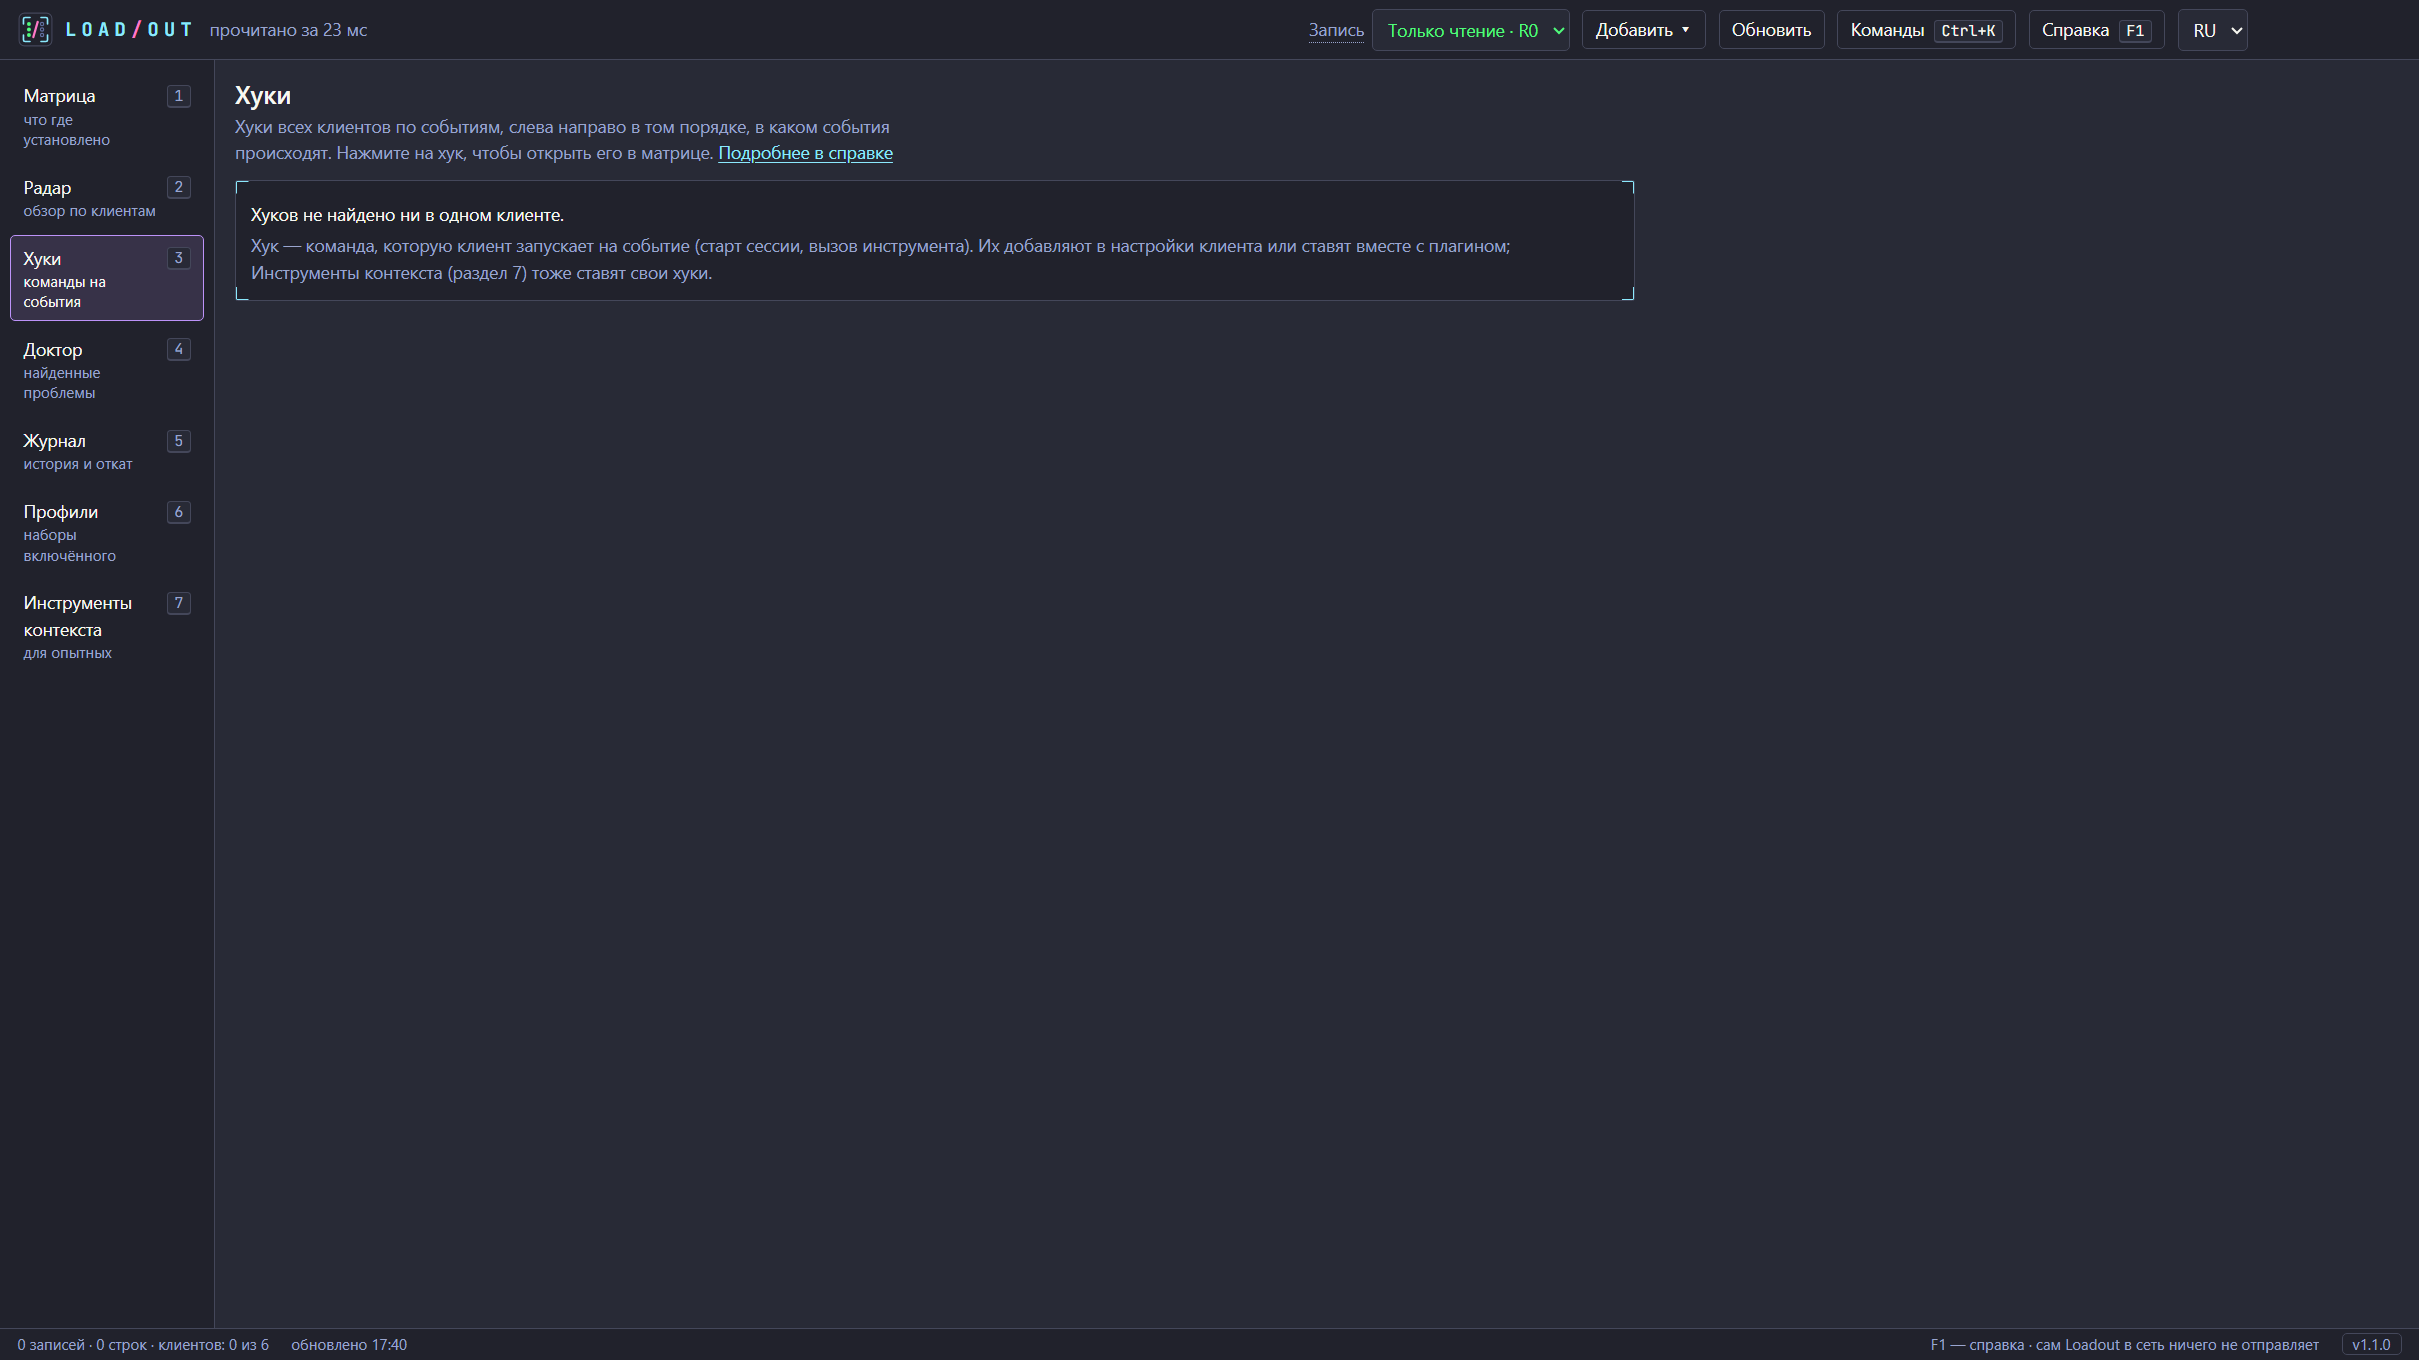 LOAD/OUT прочитано за 23 мс
Запись Только чтение · R0 Добавить Обновить Команды Ctrl+K Справка F1 RU
Матрица 1
что где
установлено
Радар 2
обзор по клиентам
Хуки 3
команды на
события
Доктор 4
найденные
проблемы
Журнал 5
история и откат
Профили 6
наборы
включённого
Инструменты 7
контекста
для опытных
Хуки
Хуки всех клиентов по событиям, слева направо в том порядке, в каком события
происходят. Нажмите на хук, чтобы открыть его в матрице. Подробнее в справке
Хуков не найдено ни в одном клиенте.
Хук — команда, которую клиент запускает на событие (старт сессии, вызов инструмента). Их добавляют в настройки клиента или ставят вместе с плагином;
Инструменты контекста (раздел 7) тоже ставят свои хуки.
0 записей · 0 строк · клиентов: 0 из 6 обновлено 17:40
F1 — справка · сам Loadout в сеть ничего не отправляет v1.1.0